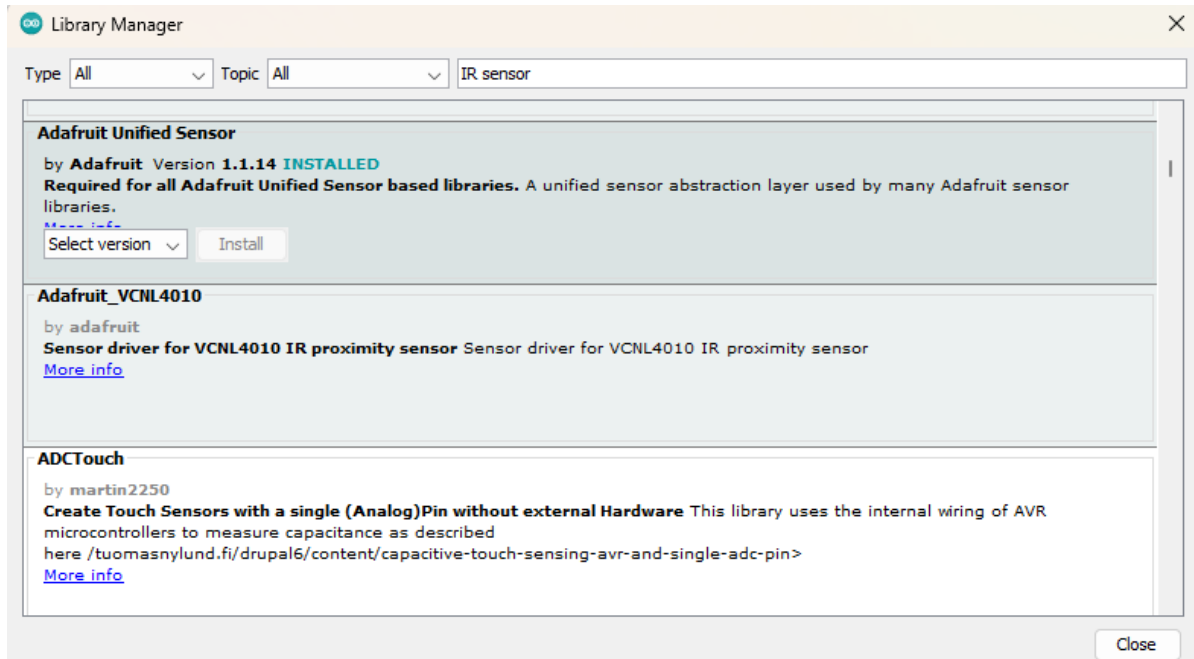 Library Manager
Type All Topic All IR sensor
Adafruit Unified Sensor
by Adafruit Version 1.1.14 INSTALLED
Required for all Adafruit Unified Sensor based libraries. A unified sensor abstraction layer used by many Adafruit sensor
libraries.
More info
Select version Install
Adafruit_VCNL4010
by adafruit
Sensor driver for VCNL4010 IR proximity sensor Sensor driver for VCNL4010 IR proximity sensor
More info
ADCTouch
by martin2250
Create Touch Sensors with a single (Analog)Pin without external Hardware This library uses the internal wiring of AVR
microcontrollers to measure capacitance as described
here /tuomasnylund.fi/drupal6/content/capacitive-touch-sensing-avr-and-single-adc-pin>
More info
Close